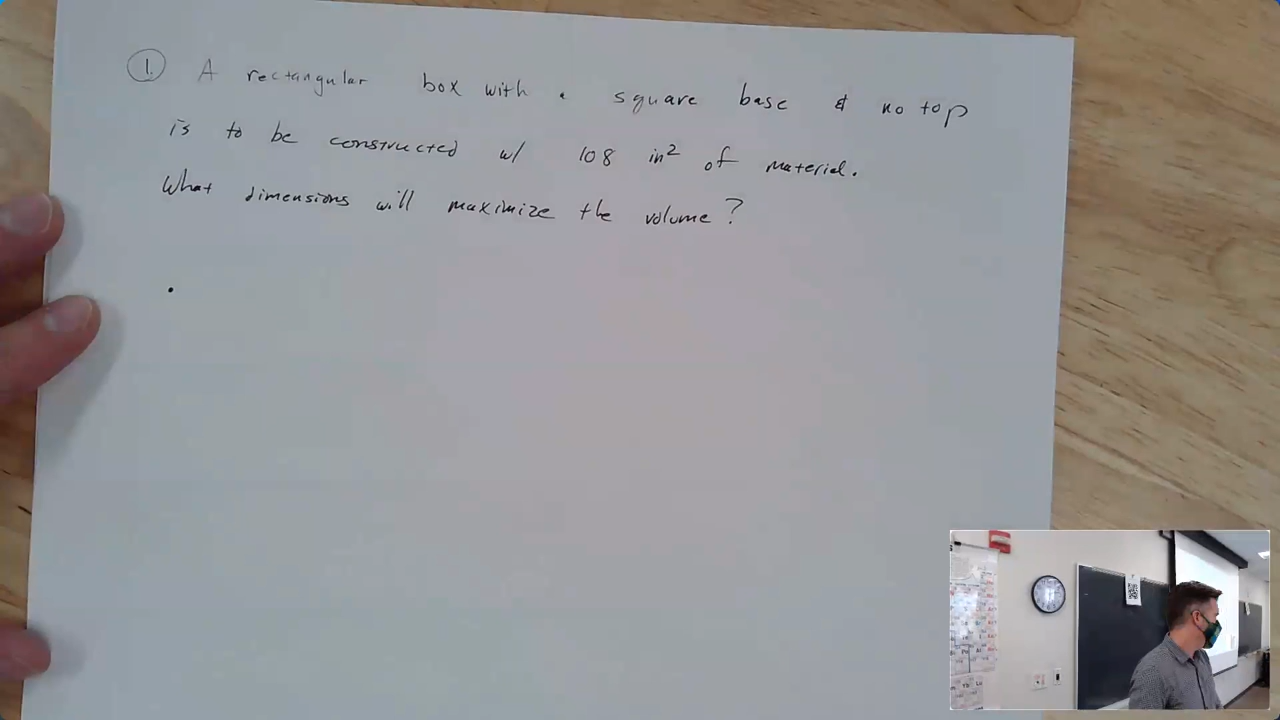 1. A rectangular box with a square base & no top
is to be constructed w/ 108 in² of material.
What dimensions will maximize the volume?